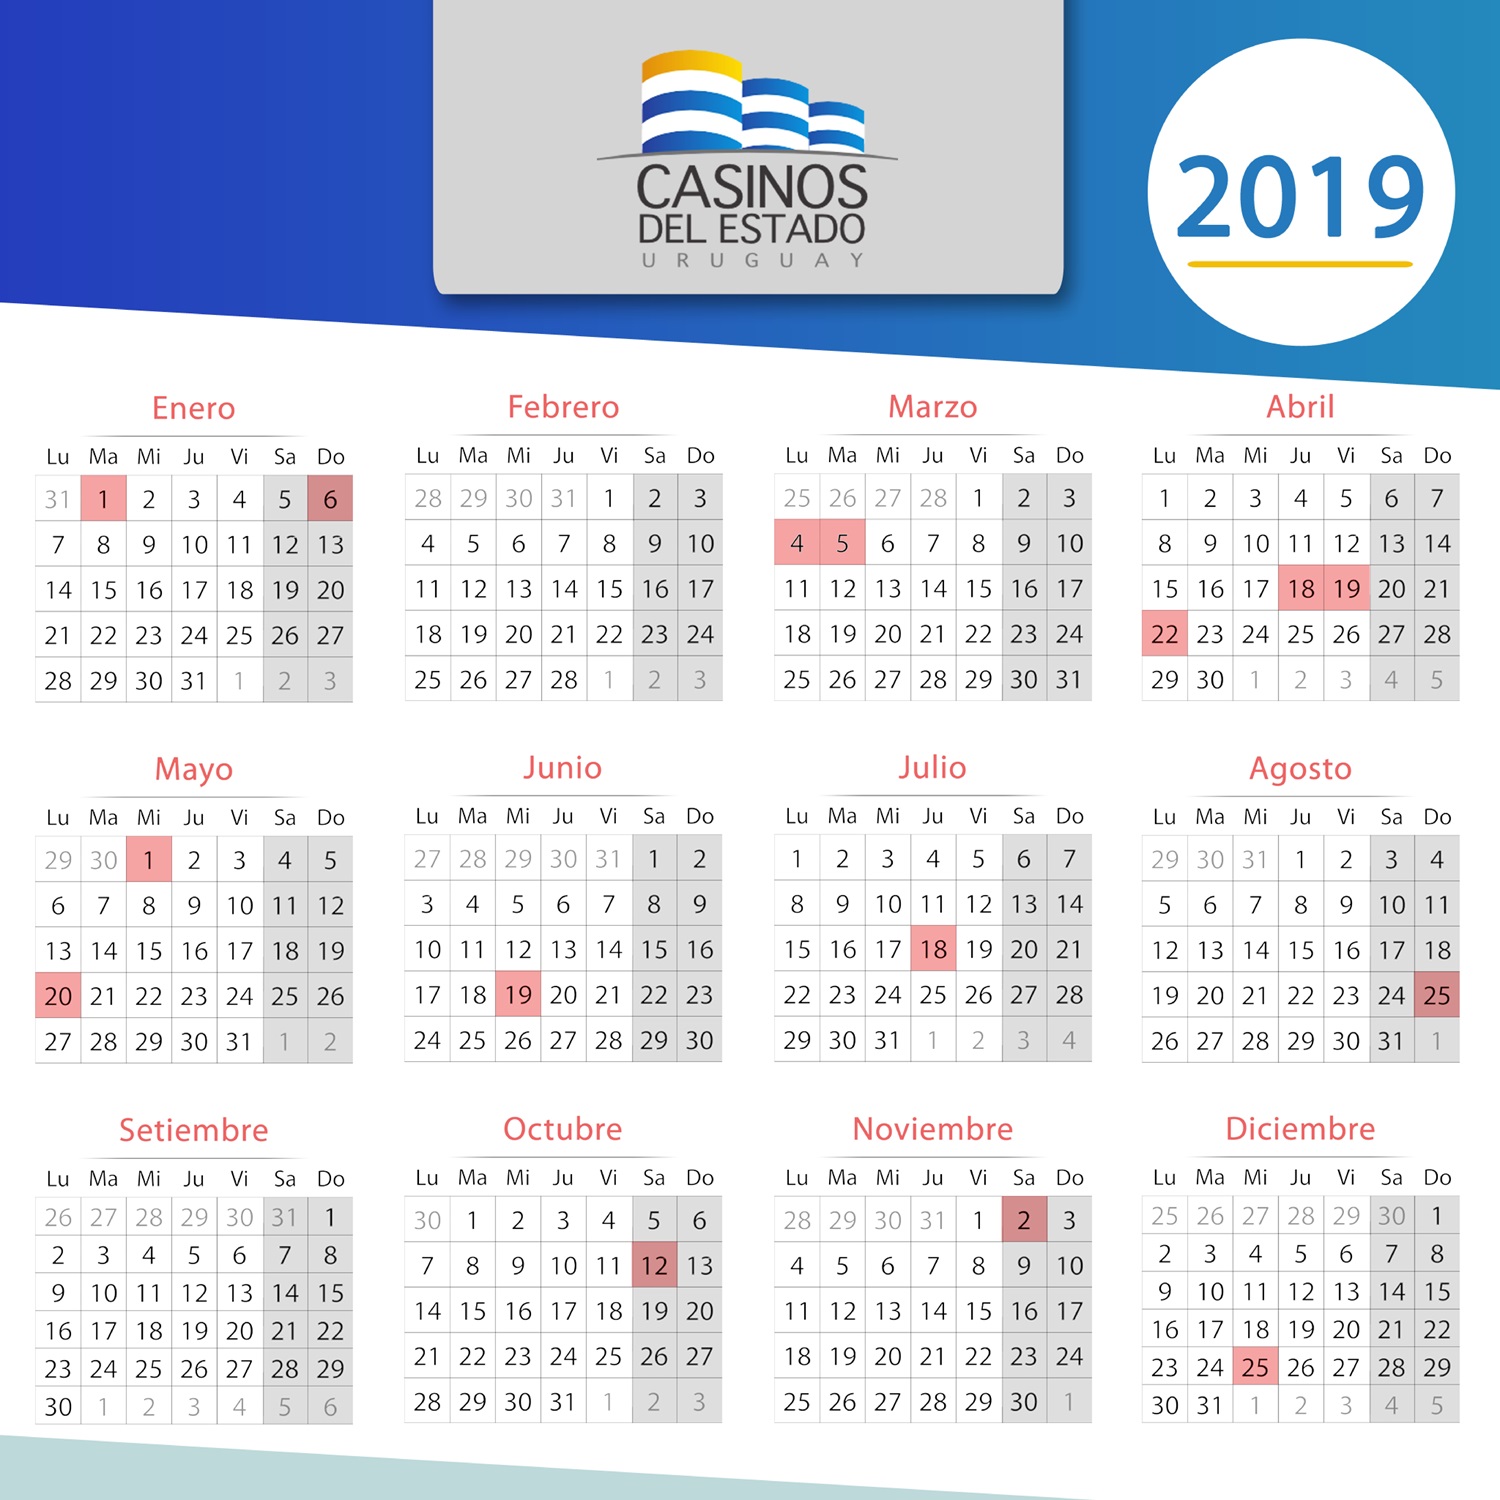 CASINOS
DEL ESTADO
URUGUAY
2019
Enero
Lu Ma Mi Ju Vi Sa Do
31 1 2 3 4 5 6
7 8 9 10 11 12 13
14 15 16 17 18 19 20
21 22 23 24 25 26 27
28 29 30 31 1 2 3
Febrero
Lu Ma Mi Ju Vi Sa Do
28 29 30 31 1 2 3
4 5 6 7 8 9 10
11 12 13 14 15 16 17
18 19 20 21 22 23 24
25 26 27 28 1 2 3
Marzo
Lu Ma Mi Ju Vi Sa Do
25 26 27 28 1 2 3
4 5 6 7 8 9 10
11 12 13 14 15 16 17
18 19 20 21 22 23 24
25 26 27 28 29 30 31
Abril
Lu Ma Mi Ju Vi Sa Do
1 2 3 4 5 6 7
8 9 10 11 12 13 14
15 16 17 18 19 20 21
22 23 24 25 26 27 28
29 30 1 2 3 4 5
Mayo
Lu Ma Mi Ju Vi Sa Do
29 30 1 2 3 4 5
6 7 8 9 10 11 12
13 14 15 16 17 18 19
20 21 22 23 24 25 26
27 28 29 30 31 1 2
Junio
Lu Ma Mi Ju Vi Sa Do
27 28 29 30 31 1 2
3 4 5 6 7 8 9
10 11 12 13 14 15 16
17 18 19 20 21 22 23
24 25 26 27 28 29 30
Julio
Lu Ma Mi Ju Vi Sa Do
1 2 3 4 5 6 7
8 9 10 11 12 13 14
15 16 17 18 19 20 21
22 23 24 25 26 27 28
29 30 31 1 2 3 4
Agosto
Lu Ma Mi Ju Vi Sa Do
29 30 31 1 2 3 4
5 6 7 8 9 10 11
12 13 14 15 16 17 18
19 20 21 22 23 24 25
26 27 28 29 30 31 1
Setiembre
Lu Ma Mi Ju Vi Sa Do
26 27 28 29 30 31 1
2 3 4 5 6 7 8
9 10 11 12 13 14 15
16 17 18 19 20 21 22
23 24 25 26 27 28 29
30 1 2 3 4 5 6
Octubre
Lu Ma Mi Ju Vi Sa Do
30 1 2 3 4 5 6
7 8 9 10 11 12 13
14 15 16 17 18 19 20
21 22 23 24 25 26 27
28 29 30 31 1 2 3
Noviembre
Lu Ma Mi Ju Vi Sa Do
28 29 30 31 1 2 3
4 5 6 7 8 9 10
11 12 13 14 15 16 17
18 19 20 21 22 23 24
25 26 27 28 29 30 1
Diciembre
Lu Ma Mi Ju Vi Sa Do
25 26 27 28 29 30 1
2 3 4 5 6 7 8
9 10 11 12 13 14 15
16 17 18 19 20 21 22
23 24 25 26 27 28 29
30 31 1 2 3 4 5